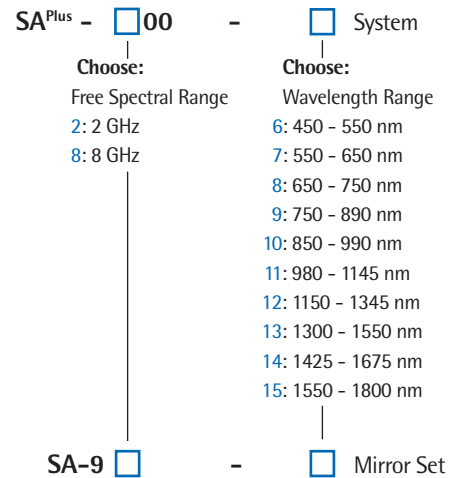 SAPlus - 00 - System
Choose: Choose:
Free Spectral Range Wavelength Range
2: 2 GHz 6: 450 - 550 nm
8: 8 GHz 7: 550 - 650 nm
8: 650 - 750 nm
9: 750 - 890 nm
10: 850 - 990 nm
11: 980 - 1145 nm
12: 1150 - 1345 nm
13: 1300 - 1550 nm
14: 1425 - 1675 nm
15: 1550 - 1800 nm
SA-9 - Mirror Set